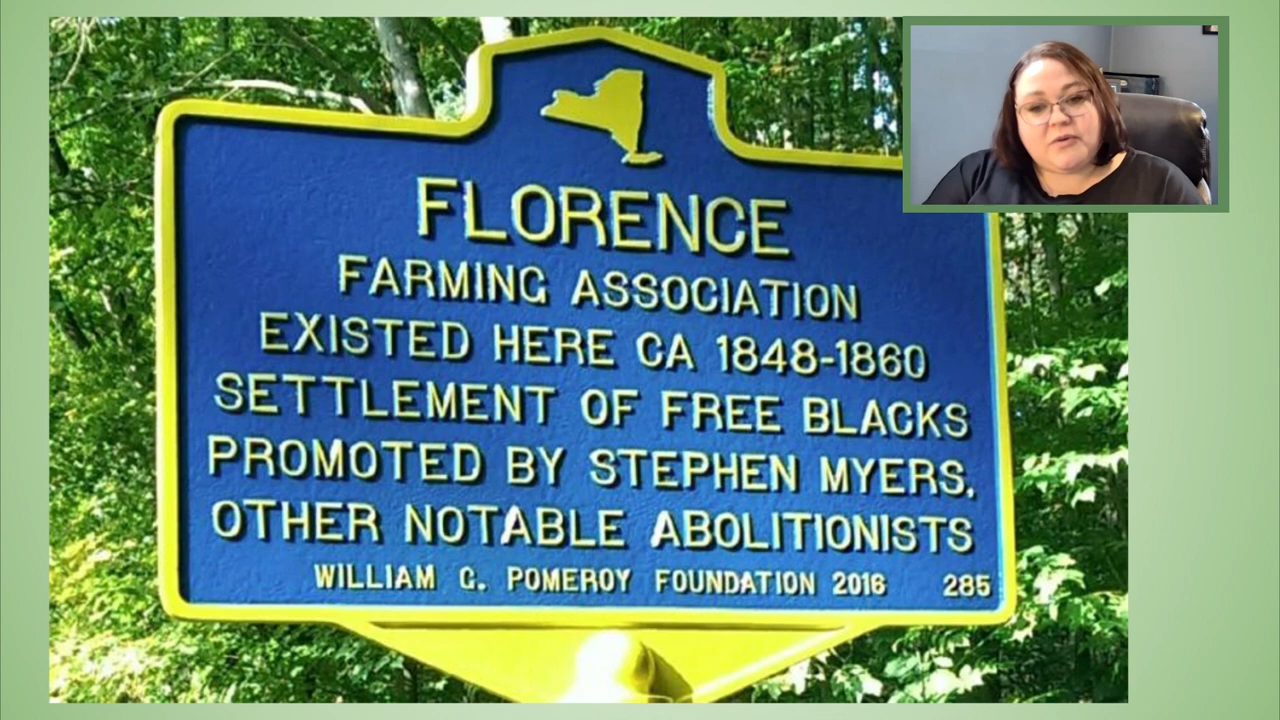 FLORENCE
FARMING ASSOCIATION
EXISTED HERE CA 1848-1860
SETTLEMENT OF FREE BLACKS
PROMOTED BY STEPHEN MYERS,
OTHER NOTABLE ABOLITIONISTS
WILLIAM G. POMEROY FOUNDATION 2016 285